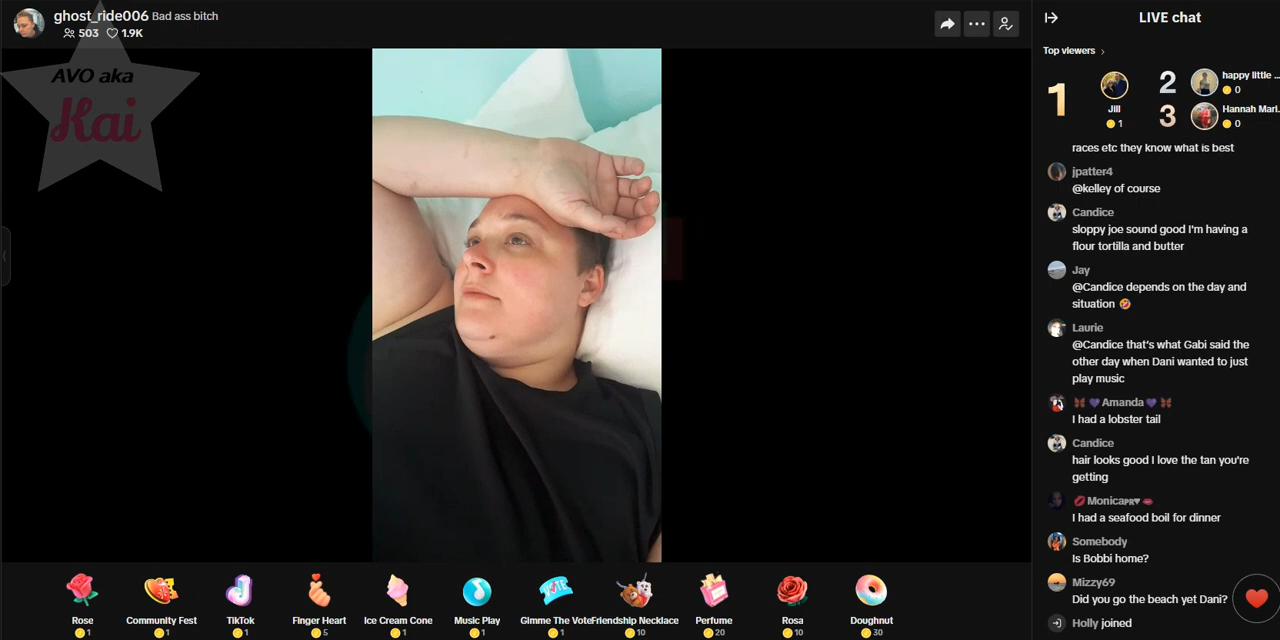 ghost_ride006 Bad ass bitch
503 1.9K
AVO aka
Kai
LIVE chat
Top viewers
1
Jill
1
2
happy little ...
0
3
Hannah Mari
0
races etc they know what is best
jpatter4
@kelley of course
Candice
sloppy joe sound good I'm having a
flour tortilla and butter
Jay
@Candice depends on the day and
situation 🤣
Laurie
@Candice that's what Gabi said the
other day when Dani wanted to just
play music
🦋💜Amanda💜🦋
I had a lobster tail
Candice
hair looks good I love the tan you're
getting
💋Monicaᴘʀ♥👄
I had a seafood boil for dinner
Somebody
Is Bobbi home?
Mizzy69
Did you go the beach yet Dani?
Holly joined
Rose
1
Community Fest
1
TikTok
1
Finger Heart
5
Ice Cream Cone
1
Music Play
1
VOTE
Gimme The Vote
1
Friendship Necklace
10
Perfume
20
Rosa
10
Doughnut
30